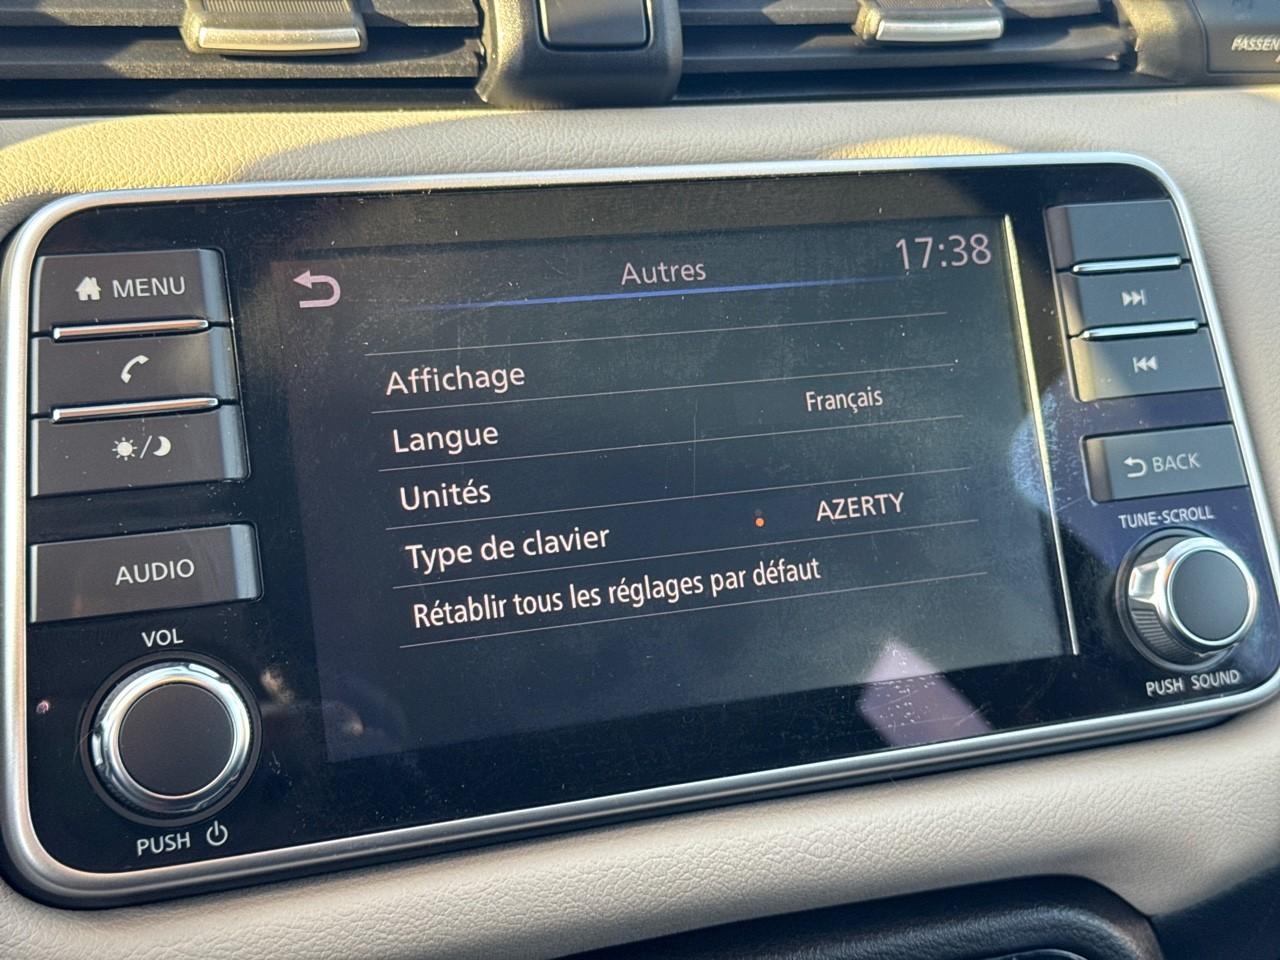 PASSEN
MENU
Autres
17:38
Affichage
Langue
Français
Unités
Type de clavier
AZERTY
Rétablir tous les réglages par défaut
BACK
TUNE·SCROLL
PUSH SOUND
AUDIO
VOL
PUSH